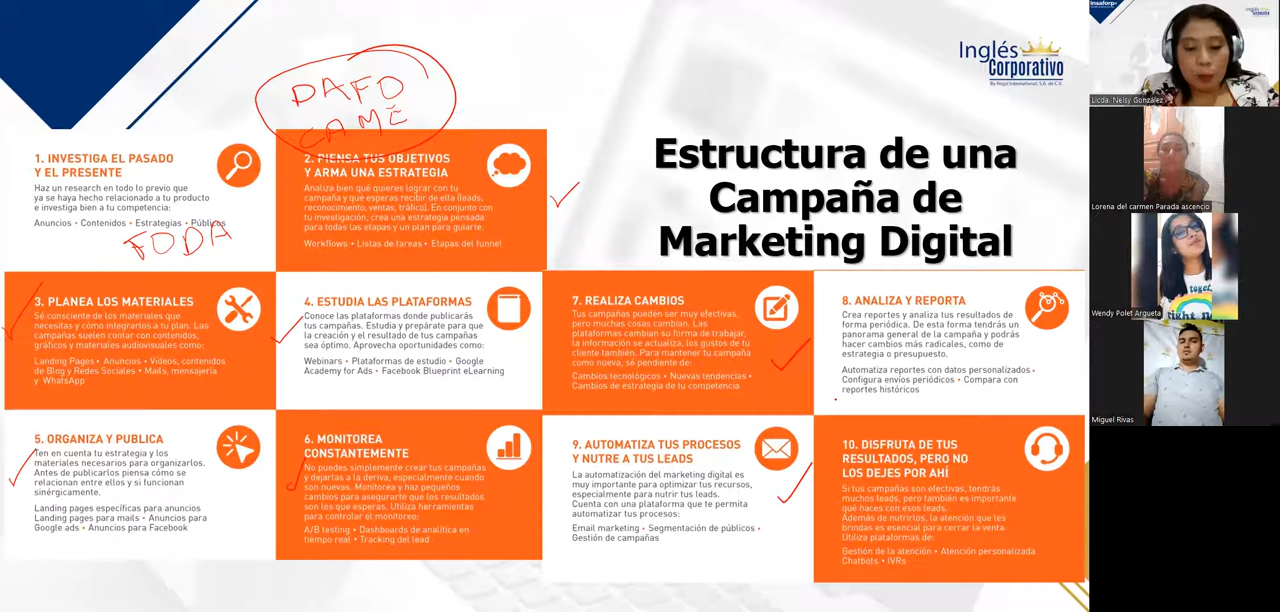 Inglés
Corporativo
By Regal International, S.A. de C.V.
DAFO
CAME
Estructura de una
Campaña de
Marketing Digital
1. INVESTIGA EL PASADO
Y EL PRESENTE
Haz un research en todo lo previo que
ya se haya hecho relacionado a tu producto
e investiga bien a tu competencia:
Anuncios • Contenidos • Estrategias • Públicos
FODA
2. PIENSA TUS OBJETIVOS
Y ARMA UNA ESTRATEGIA
Analiza bien qué quieres lograr con tu
campaña y qué esperas recibir de ella (leads,
reconocimiento, ventas, tráfico). En conjunto con
tu investigación, crea una estrategia pensada
para todas las etapas y un plan para guiarte:
Workflows • Listas de tareas • Etapas del funnel
3. PLANEA LOS MATERIALES
Sé consciente de los materiales que
necesitas y cómo integrarlos a tu plan. Las
campañas suelen contar con contenidos,
gráficos y materiales audiovisuales como:
Landing Pages • Anuncios • Videos, contenidos
de Blog y Redes Sociales • Mails, mensajería
y WhatsApp
4. ESTUDIA LAS PLATAFORMAS
Conoce las plataformas donde publicarás
tus campañas. Estudia y prepárate para que
la creación y el resultado de tus campañas
sea óptimo. Aprovecha oportunidades como:
Webinars • Plataformas de estudio • Google
Academy for Ads • Facebook Blueprint eLearning
5. ORGANIZA Y PUBLICA
Ten en cuenta tu estrategia y los
materiales necesarios para organizarlos.
Antes de publicarlos piensa cómo se
relacionan entre ellos y si funcionan
sinérgicamente.
Landing pages específicas para anuncios
Landing pages para mails • Anuncios para
Google ads • Anuncios para Facebook
6. MONITOREA
CONSTANTEMENTE
No puedes simplemente crear tus campañas
y dejarlas a la deriva, especialmente cuando
son nuevas. Monitorea y haz pequeños
cambios para asegurarte que los resultados
son los que esperas. Utiliza herramientas
para controlar el monitoreo:
A/B testing • Dashboards de analítica en
tiempo real • Tracking del lead
7. REALIZA CAMBIOS
Tus campañas pueden ser muy efectivas,
pero muchas cosas cambian. Las
plataformas cambian su forma de trabajar,
la información se actualiza, los gustos de tu
cliente también. Para mantener tu campaña
como nueva, sé pendiente de:
Cambios tecnológicos • Nuevas tendencias •
Cambios de estrategia de tu competencia
8. ANALIZA Y REPORTA
Crea reportes y analiza tus resultados de
forma periódica. De esta forma tendrás un
panorama general de la campaña y podrás
hacer cambios más radicales, como de
estrategia o presupuesto.
Automatiza reportes con datos personalizados •
Configura envíos periódicos • Compara con
reportes históricos
9. AUTOMATIZA TUS PROCESOS
Y NUTRE A TUS LEADS
La automatización del marketing digital es
muy importante para optimizar tus recursos,
especialmente para nutrir tus leads.
Cuenta con una plataforma que te permita
automatizar tus procesos:
Email marketing • Segmentación de públicos •
Gestión de campañas
10. DISFRUTA DE TUS
RESULTADOS, PERO NO
LOS DEJES POR AHÍ
Si tus campañas son efectivas, tendrás
muchos leads, pero también es importante
qué haces con esos leads.
Además de nutrirlos, la atención que les
brindas es esencial para cerrar la venta.
Utiliza plataformas de:
Gestión de la atención • Atención personalizada
Chatbots • IVRs
Insaforp
Licda. Nelsy González
Lorena del carmen Parada ascencio
Wendy Polet Argueta
Miguel Rivas